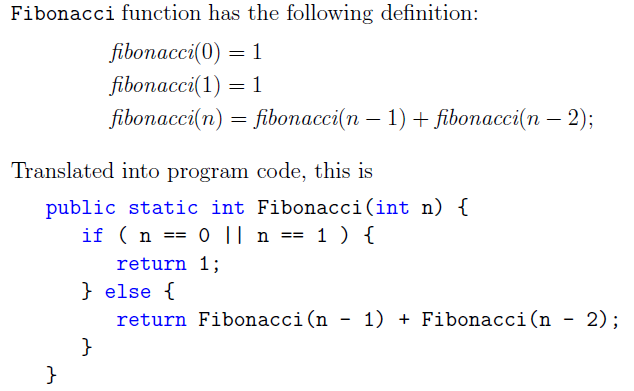 Fibonacci function has the following definition:
fibonacci(0) = 1
fibonacci(1) = 1
fibonacci(n) = fibonacci(n − 1) + fibonacci(n − 2);
Translated into program code, this is
public static int Fibonacci(int n) {
if ( n == 0 || n == 1 ) {
return 1;
} else {
return Fibonacci(n - 1) + Fibonacci(n - 2);
}
}